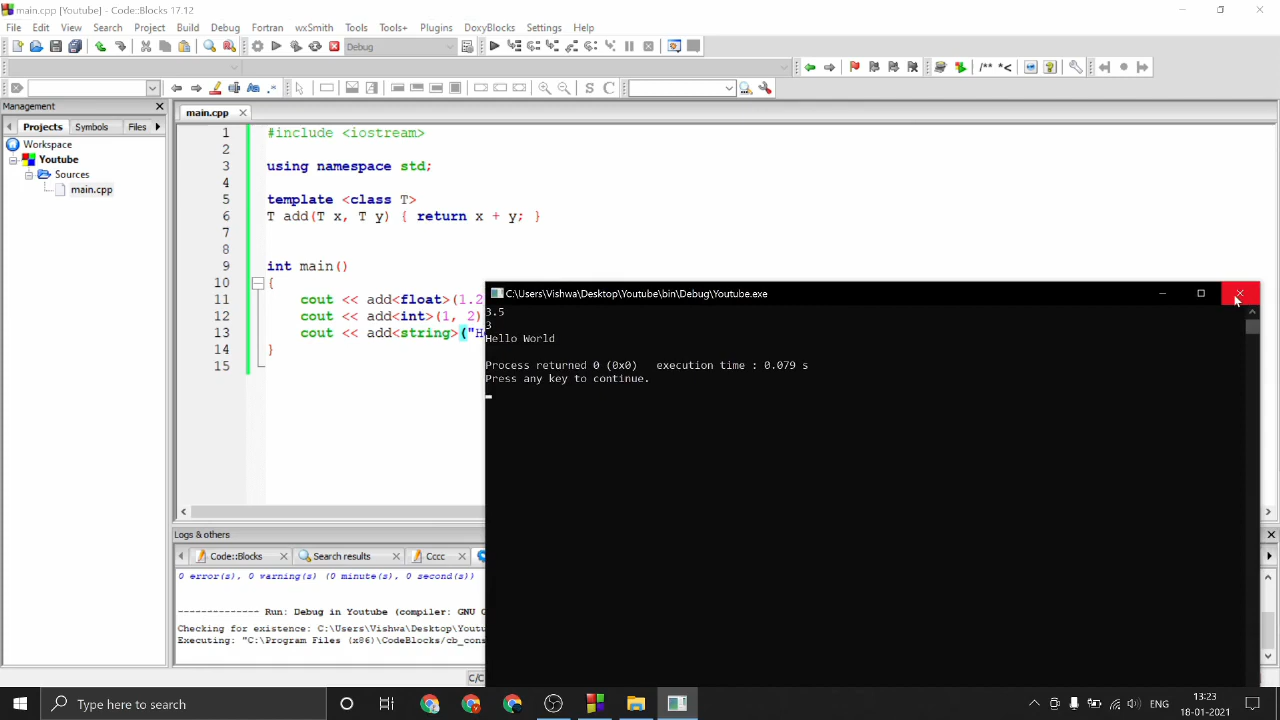 main.cpp [Youtube] - Code::Blocks 17.12
File Edit View Search Project Build Debug Fortran wxSmith Tools Tools+ Plugins DoxyBlocks Settings Help
Debug
/** *<
S C
Management
main.cpp
Projects Symbols Files
Workspace
Youtube
Sources
main.cpp
1 #include <iostream>
2
3 using namespace std;
4
5 template <class T>
6 T add(T x, T y) { return x + y; }
7
8
9 int main()
10 {
11 cout << add<float>(1.2
12 cout << add<int>(1, 2)
13 cout << add<string>("H
14 }
15
C:\Users\Vishwa\Desktop\Youtube\bin\Debug\Youtube.exe
3.5
3
Hello World
Process returned 0 (0x0) execution time : 0.079 s
Press any key to continue.
Logs & others
Code::Blocks Search results Cccc
0 error(s), 0 warning(s) (0 minute(s), 0 seconds(s))
-------------- Run: Debug in Youtube (compiler: GNU
Checking for existence: C:\Users\Vishwa\Desktop\Youtu
Executing: "C:\Program Files (x86)\CodeBlocks/cb_cons
C/C
Type here to search
ENG
13:23
18-01-2021